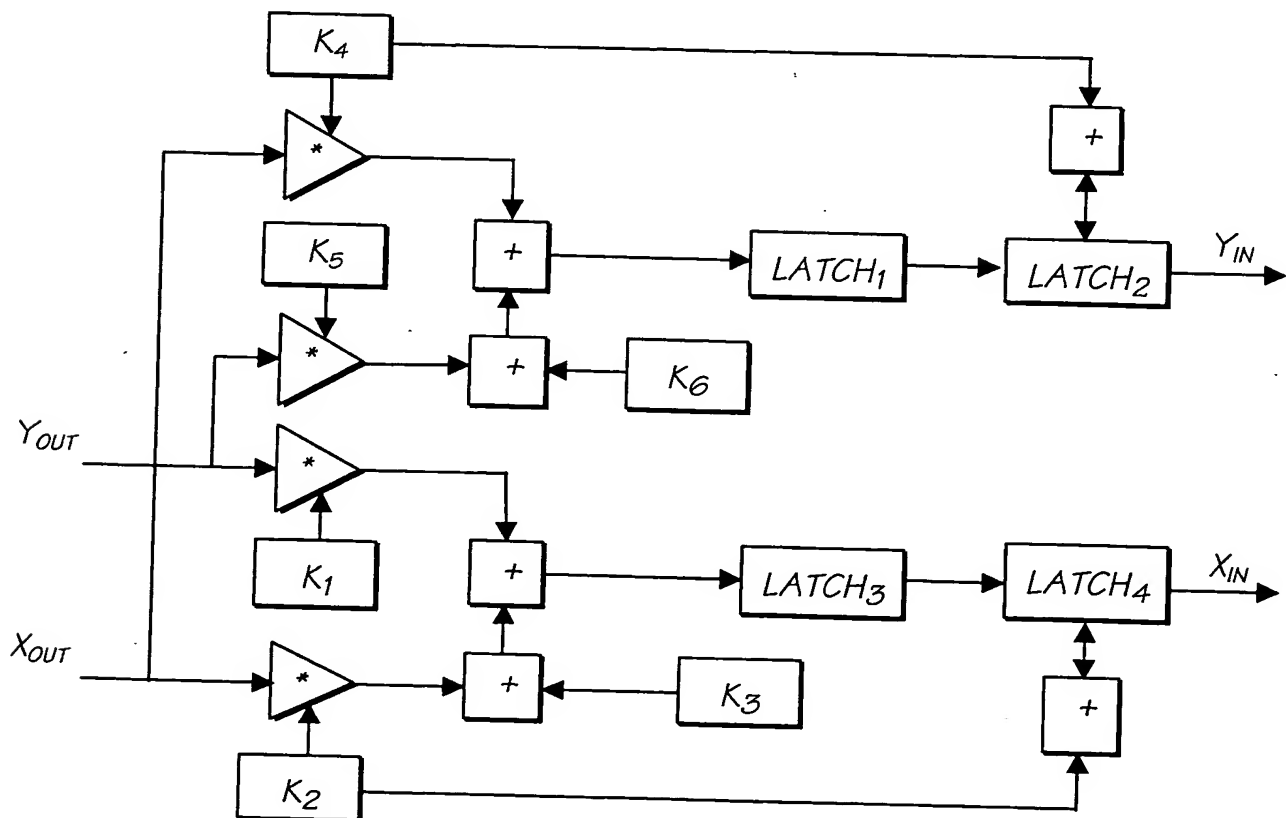 K4
+
*
K5
+
LATCH1
LATCH2
YIN
*
+
K6
YOUT
*
K1
+
LATCH3
LATCH4
XIN
XOUT
*
+
K3
+
K2